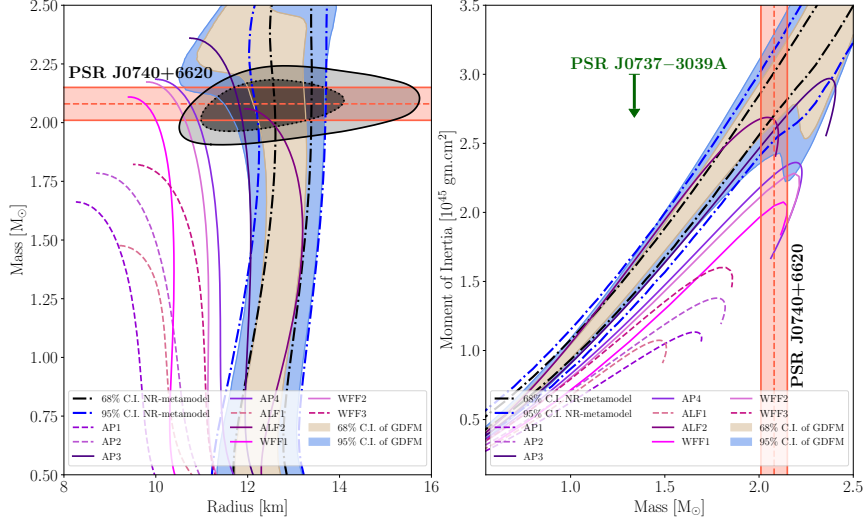 2.50
2.25
2.00
1.75
1.50
1.25
1.00
0.75
0.50
Mass [M⊙]
PSR J0740+6620
68% C.I. NR-metamodel
95% C.I. NR-metamodel
AP1
AP2
AP3
AP4
ALF1
ALF2
WFF1
WFF2
WFF3
68% C.I. of GDFM
95% C.I. of GDFM
8 10 12 14 16
Radius [km]
3.5
3.0
2.5
2.0
1.5
1.0
0.5
Moment of Inertia [10⁴⁵ gm.cm²]
PSR J0737−3039A
PSR J0740+6620
68% C.I. NR-metamodel
95% C.I. NR-metamodel
AP1
AP2
AP3
AP4
ALF1
ALF2
WFF1
WFF2
WFF3
68% C.I. of GDFM
95% C.I. of GDFM
1.0 1.5 2.0 2.5
Mass [M⊙]